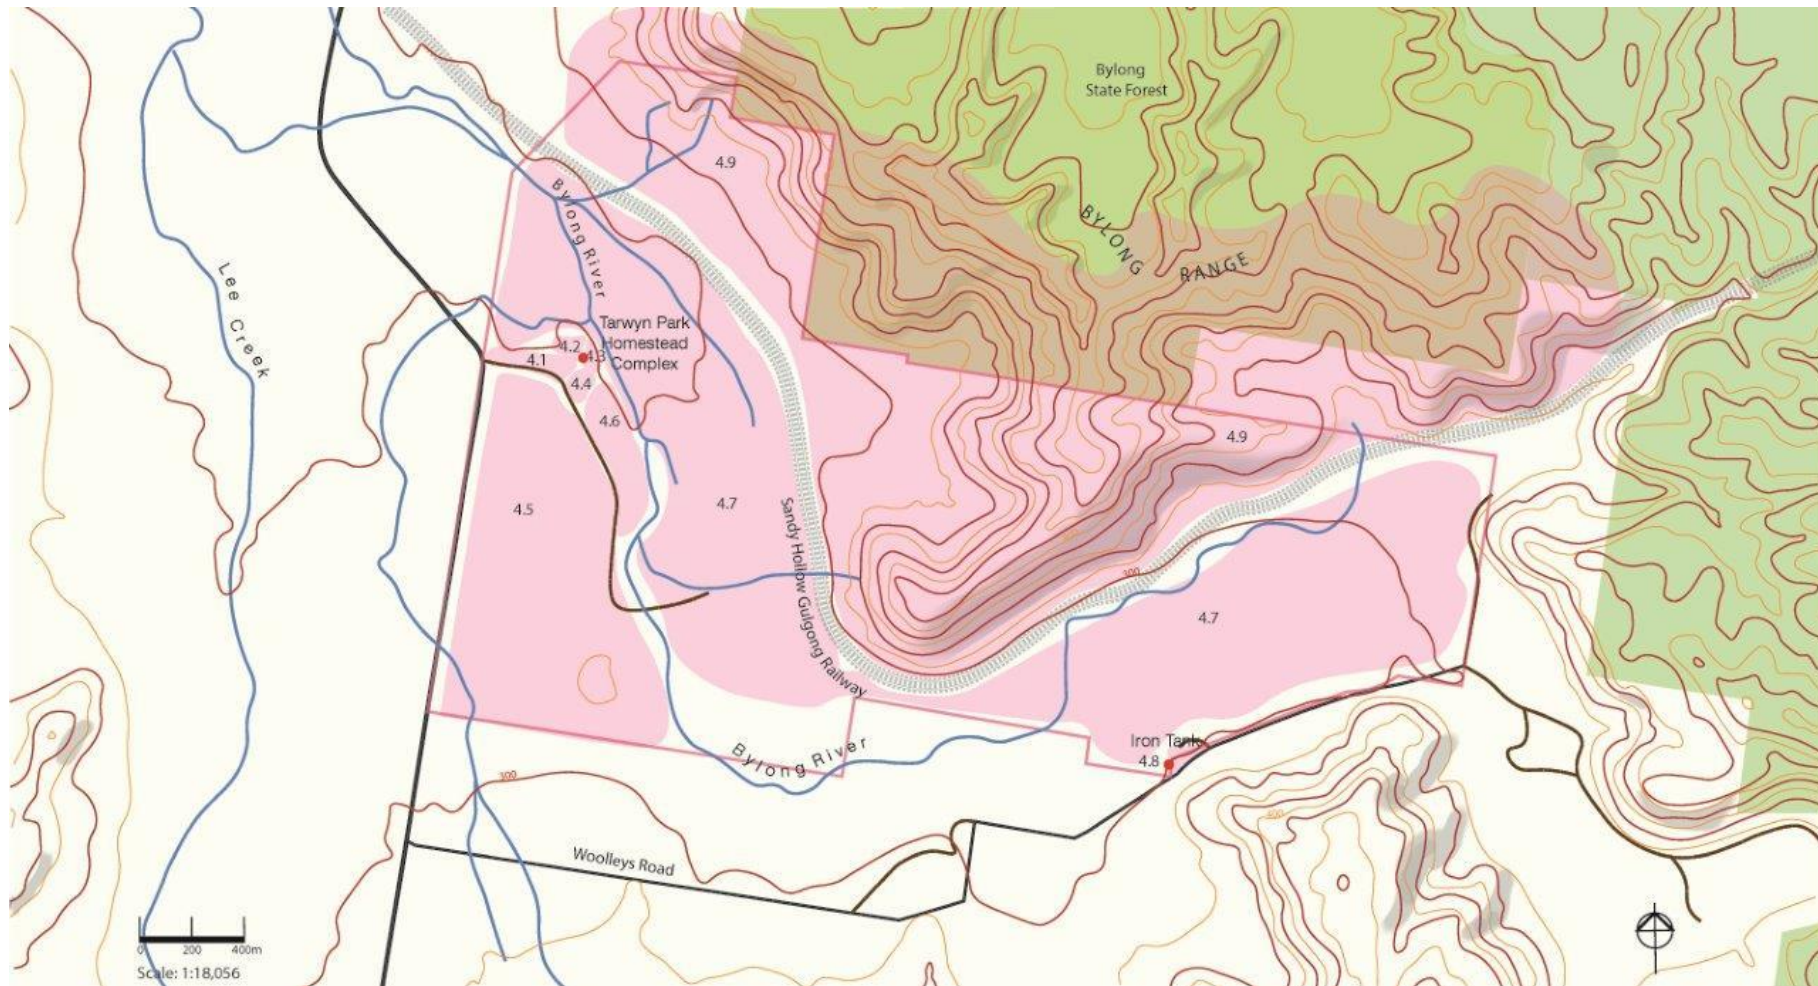 Bylong
State Forest
4.9
Bylong River
BYLONG
RANGE
Lee Creek
Tarwyn Park
Homestead
Complex
4.2
4.1
4.3
4.4
4.6
4.9
4.5
4.7
Sandy Hollow Gulgong Railway
300
4.7
Iron Tank
4.8
Bylong River
300
400
Woolleys Road
0 200 400m
Scale: 1:18,056